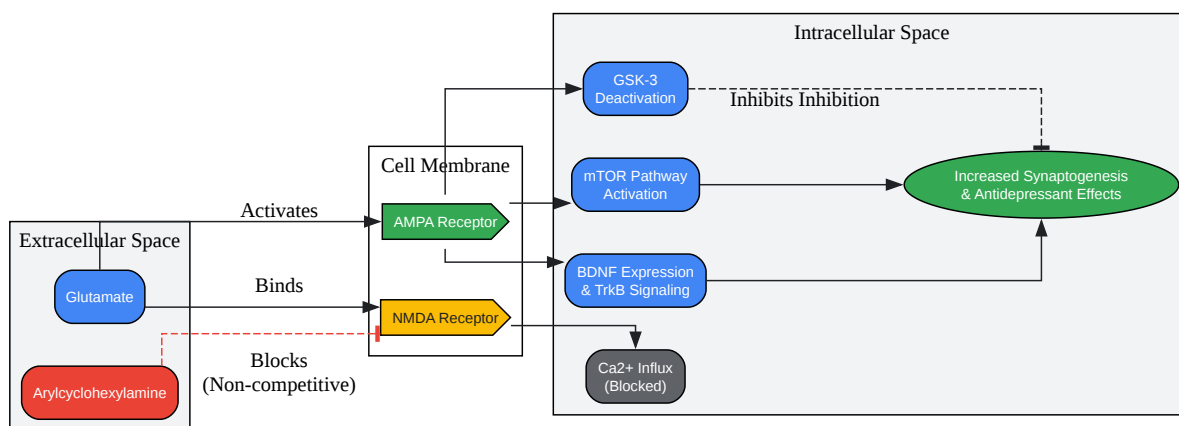 Intracellular Space
GSK-3
Deactivation
Inhibits Inhibition
Cell Membrane
mTOR Pathway
Activation
Increased Synaptogenesis
& Antidepressant Effects
Activates
AMPA Receptor
Extracellular Space
BDNF Expression
& TrkB Signaling
Glutamate
Binds
NMDA Receptor
Blocks
(Non-competitive)
Ca2+ Influx
(Blocked)
Arylcyclohexylamine